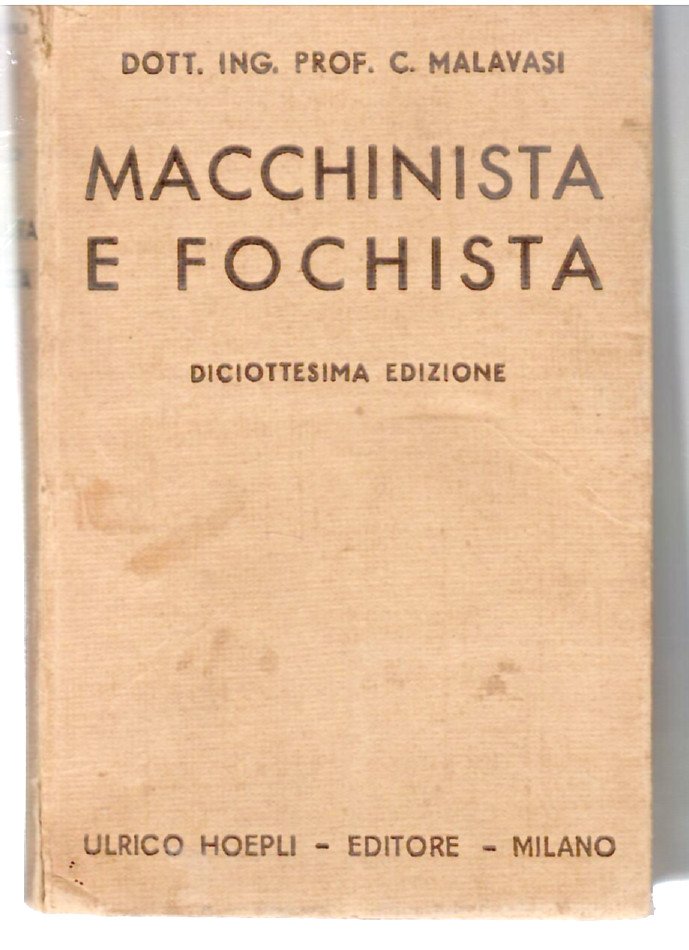 DOTT. ING. PROF. C. MALAVASI
MACCHINISTA
E FOCHISTA
DICIOTTESIMA EDIZIONE
ULRICO HOEPLI - EDITORE - MILANO